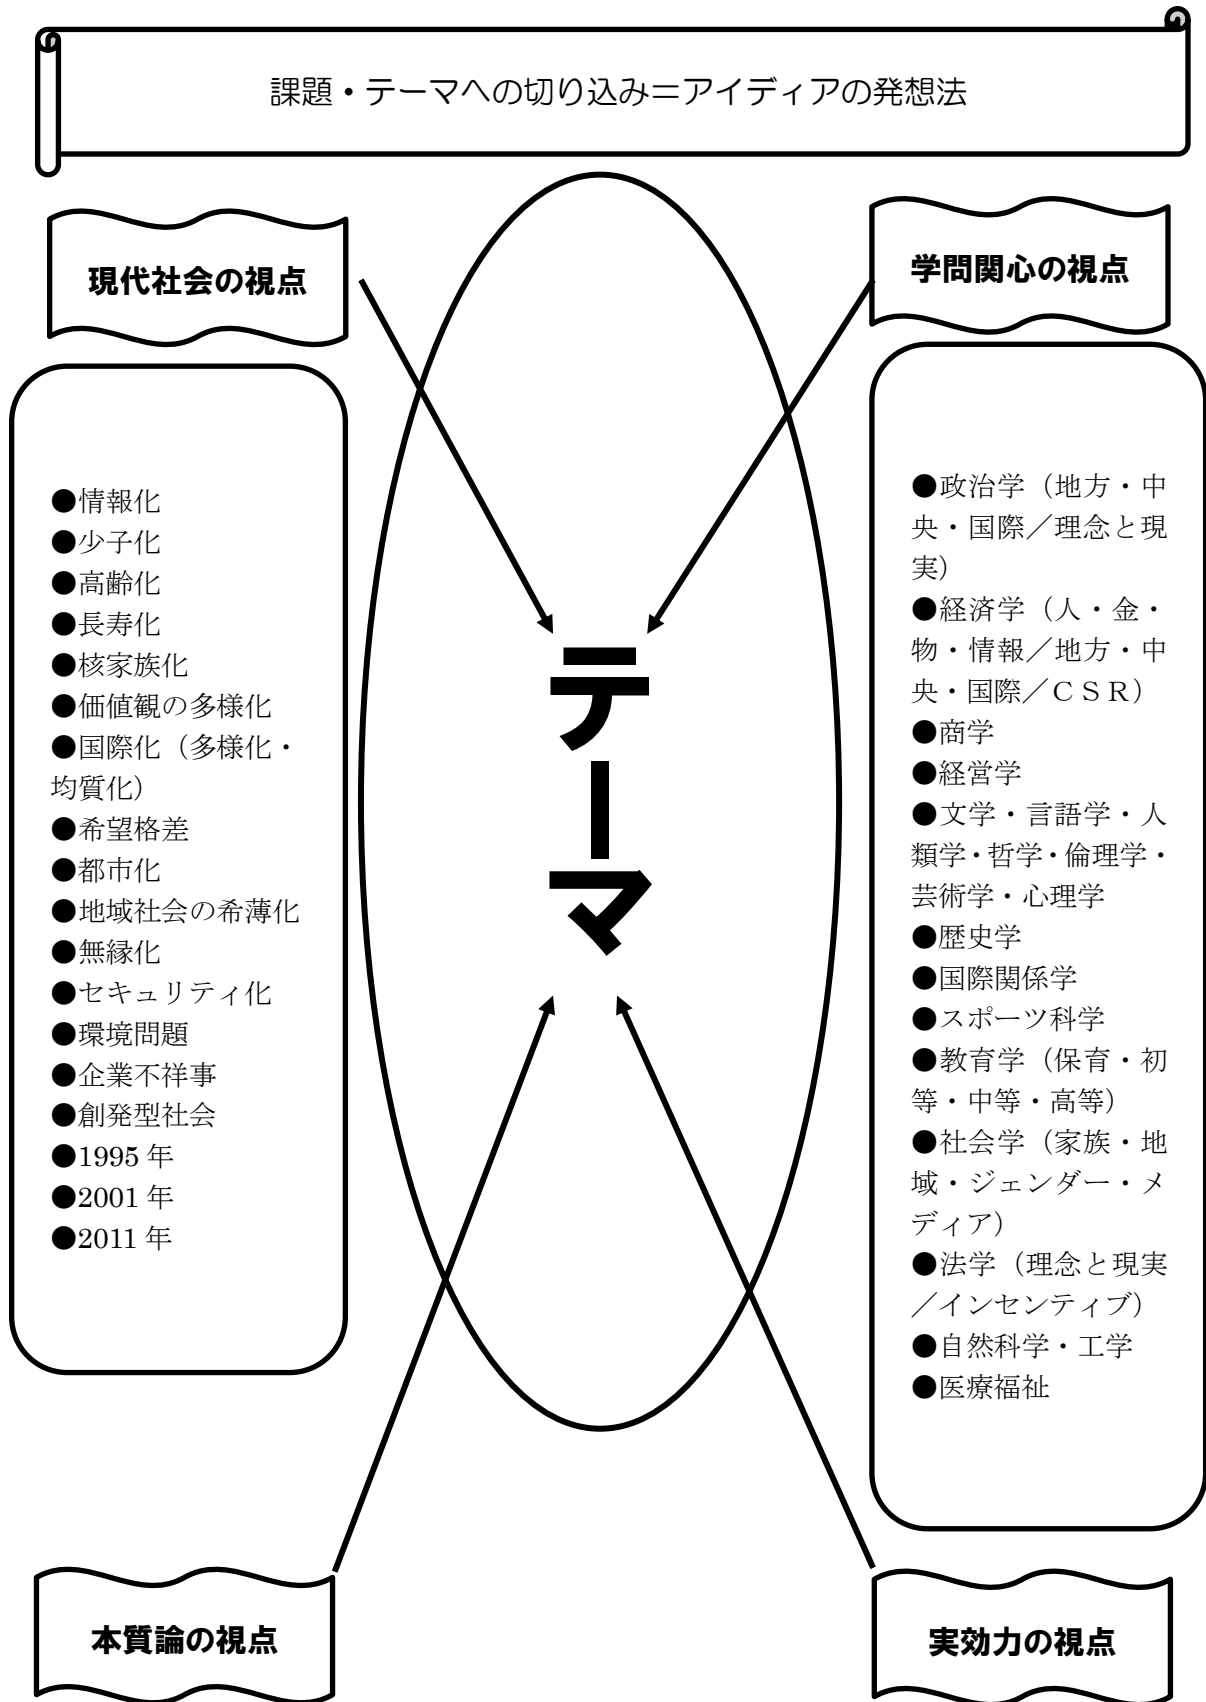 課題・テーマへの切り込み＝アイディアの発想法
現代社会の視点
●情報化
●少子化
●高齢化
●長寿化
●核家族化
●価値観の多様化
●国際化（多様化・
均質化）
●希望格差
●都市化
●地域社会の希薄化
●無縁化
●セキュリティ化
●環境問題
●企業不祥事
●創発型社会
●1995 年
●2001 年
●2011 年
テーマ
学問関心の視点
●政治学（地方・中
央・国際／理念と現
実）
●経済学（人・金・
物・情報／地方・中
央・国際／ＣＳＲ）
●商学
●経営学
●文学・言語学・人
類学・哲学・倫理学・
芸術学・心理学
●歴史学
●国際関係学
●スポーツ科学
●教育学（保育・初
等・中等・高等）
●社会学（家族・地
域・ジェンダー・メ
ディア）
●法学（理念と現実
／インセンティブ）
●自然科学・工学
●医療福祉
本質論の視点
実効力の視点